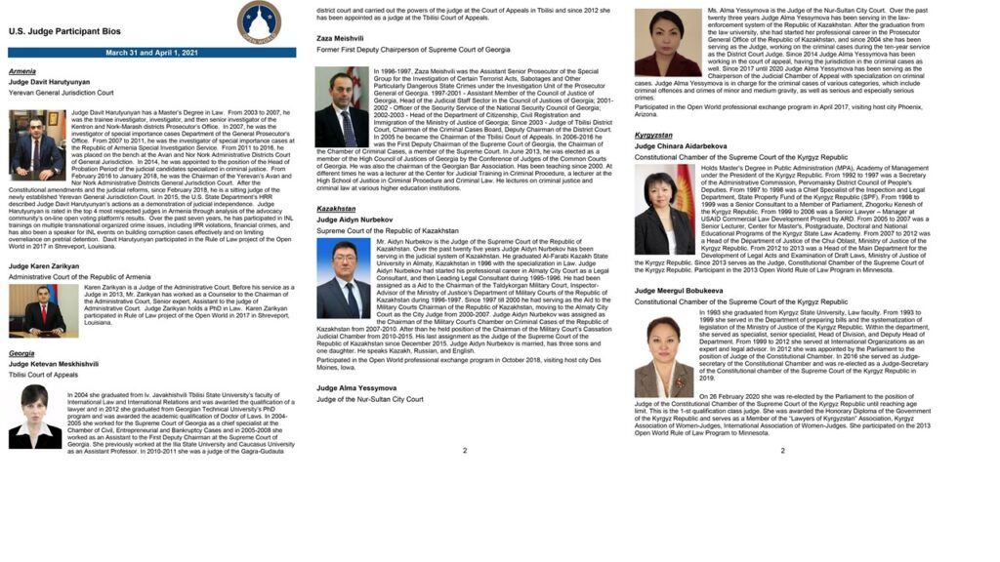 U.S. Judge Participant Bios
OPEN WORLD
March 31 and April 1, 2021
Armenia
Judge Davit Harutyunyan
Yerevan General Jurisdiction Court
Judge Davit Harutyunyan has a Master's Degree in Law. From 2003 to 2007, he
was the trainee investigator, investigator, and then senior investigator of the
Kentron and Nork-Marash districts Prosecutor's Office. In 2007, he was the
investigator of special importance cases Department of the General Prosecutor's
Office. From 2007 to 2011, he was the investigator of special importance cases at
the Republic of Armenia Special Investigation Service. From 2011 to 2016, he
was placed on the bench at the Avan and Nor Nork Administrative Districts Court
of General Jurisdiction. In 2014, he was appointed to the position of the Head of
Probation Period of the judicial candidates specialized in criminal justice. From
February 2016 to January 2018, he was the Chairman of the Yerevan's Avan and
Nor Nork Administrative Districts General Jurisdiction Court. After the
Constitutional amendments and the judicial reforms, since February 2018, he is a sitting judge of the
newly established Yerevan General Jurisdiction Court. In 2015, the U.S. State Department's HRR
described Judge Davit Harutyunyan's actions as a demonstration of judicial independence. Judge
Harutyunyan is rated in the top 4 most respected judges in Armenia through analysis of the advocacy
community's on-line open voting platform's results. Over the past seven years, he has participated in INL
trainings on multiple transnational organized crime issues, including IPR violations, financial crimes, and
has also been a speaker for INL events on building corruption cases effectively and on limiting
overreliance on pretrial detention. Davit Harutyunyan participated in the Rule of Law project of the Open
World in 2017 in Shreveport, Louisiana.
Judge Karen Zarikyan
Administrative Court of the Republic of Armenia
Karen Zarikyan is a Judge of the Administrative Court. Before his service as a
Judge in 2013, Mr. Zarikyan has worked as a Counselor to the Chairman of
the Administrative Court, Senior expert, Assistant to the judge of
Administrative Court. Judge Zarikyan holds a PhD in Law. Karen Zarikyan
participated in Rule of Law project of the Open World in 2017 in Shreveport,
Louisiana.
Georgia
Judge Ketevan Meskhishvili
Tbilisi Court of Appeals
In 2004 she graduated from Iv. Javakhishvili Tbilisi State University's faculty of
International Law and International Relations and was awarded the qualification of a
lawyer and in 2012 she graduated from Georgian Technical University's PhD
program and was awarded the academic qualification of Doctor of Laws. In 2004-
2005 she worked for the Supreme Court of Georgia as a chief specialist at the
Chamber of Civil, Entrepreneurial and Bankruptcy Cases and in 2005-2008 she
worked as an Assistant to the First Deputy Chairman at the Supreme Court of
Georgia. She previously worked at the Ilia State University and Caucasus University
as an Assistant Professor. In 2010-2011 she was a judge of the Gagra-Gudauta
district court and carried out the powers of the judge at the Court of Appeals in Tbilisi and since 2012 she
has been appointed as a judge at the Tbilisi Court of Appeals.
Zaza Meishvili
Former First Deputy Chairperson of Supreme Court of Georgia
In 1996-1997, Zaza Meishvili was the Assistant Senior Prosecutor of the Special
Group for the Investigation of Certain Terrorist Acts, Sabotages and Other
Particularly Dangerous State Crimes under the Investigation Unit of the Prosecutor
General of Georgia. 1997-2001 - Assistant Member of the Council of Justice of
Georgia, Head of the Judicial Staff Sector in the Council of Justices of Georgia; 2001-
2002 - Officer of the Security Service of the National Security Council of Georgia;
2002-2003 - Head of the Department of Citizenship, Civil Registration and
Immigration of the Ministry of Justice of Georgia; Since 2003 - Judge of Tbilisi District
Court, Chairman of the Criminal Cases Board, Deputy Chairman of the District Court.
In 2005 he became the Chairman of the Tbilisi Court of Appeals. In 2006-2016 he
was the First Deputy Chairman of the Supreme Court of Georgia, the Chairman of
the Chamber of Criminal Cases, a member of the Supreme Court. In June 2013, he was elected as a
member of the High Council of Justices of Georgia by the Conference of Judges of the Common Courts
of Georgia. He was also the chairman of the Georgian Bar Association. Has been teaching since 2000. At
different times he was a lecturer at the Center for Judicial Training in Criminal Procedure, a lecturer at the
High School of Justice in Criminal Procedure and Criminal Law. He lectures on criminal justice and
criminal law at various higher education institutions.
Kazakhstan
Judge Aidyn Nurbekov
Supreme Court of the Republic of Kazakhstan
Mr. Aidyn Nurbekov is the Judge of the Supreme Court of the Republic of
Kazakhstan. Over the past twenty five years Judge Aidyn Nurbekov has been
serving in the judicial system of Kazakhstan. He graduated Al-Farabi Kazakh State
University in Almaty, Kazakhstan in 1996 with the specialization in Law. Judge
Aidyn Nurbekov had started his professional career in Almaty City Court as a Legal
Consultant, and then Leading Legal Consultant during 1995-1996. He had been
assigned as a Aid to the Chairman of the Taldykorgan Military Court, Inspector-
Advisor of the Ministry of Justice's Department of Military Courts of the Republic of
Kazakhstan during 1996-1997. Since 1997 till 2000 he had serving as the Aid to the
Military Courts Chairman of the Republic of Kazakhstan, moving to the Almaty City
Court as the City Judge from 2000-2007. Judge Aidyn Nurbekov was assigned as
the Chairman of the Military Court's Chamber on Criminal Cases of the Republic of
Kazakhstan from 2007-2010. After than he held position of the Chairman of the Military Court's Cassation
Judicial Chamber from 2010-2015. His last assignment as the Judge of the Supreme Court of the
Republic of Kazakhstan since December 2015. Judge Aidyn Nurbekov is married, has three sons and
one daughter. He speaks Kazakh, Russian, and English.
Participated in the Open World professional exchange program in October 2018, visiting host city Des
Moines, Iowa.
Judge Alma Yessymova
Judge of the Nur-Sultan City Court
2
Ms. Alma Yessymova is the Judge of the Nur-Sultan City Court. Over the past
twenty three years Judge Alma Yessymova has been serving in the law-
enforcement system of the Republic of Kazakhstan. After the graduation from
the law university, she had started her professional career in the Prosecutor
General Office of the Republic of Kazakhstan, and since 2004 she has been
serving as the Judge, working on the criminal cases during the ten-year service
as the District Court Judge. Since 2014 Judge Alma Yessymova has been
working in the court of appeal, having the jurisdiction in the criminal cases as
well. Since 2017 until 2020 Judge Alma Yessymova has been serving as the
Chairperson of the Judicial Chamber of Appeal with specialization on criminal
cases. Judge Alma Yessymova is in charge for the criminal cases of various categories, which include
criminal offences and crimes of minor and medium gravity, as well as serious and especially serious
crimes.
Participated in the Open World professional exchange program in April 2017, visiting host city Phoenix,
Arizona.
Kyrgyzstan
Judge Chinara Aidarbekova
Constitutional Chamber of the Supreme Court of the Kyrgyz Republic
Holds Master's Degree in Public Administration (MPA), Academy of Management
under the President of the Kyrgyz Republic. From 1992 to 1997 was a Secretary
of the Administrative Commission, Pervomaisky District Council of People's
Deputies. From 1997 to 1998 was a Chief Specialist of the Inspection and Legal
Department, State Property Fund of the Kyrgyz Republic (SPF). From 1998 to
1999 was a Senior Consultant to a Member of Parliament, Zhogorku Kenesh of
the Kyrgyz Republic. From 1999 to 2006 was a Senior Lawyer – Manager at
USAID Commercial Law Development Project by ARD. From 2005 to 2007 was a
Senior Lecturer, Center for Master's, Postgraduate, Doctoral and National
Educational Programs of the Kyrgyz State Law Academy. From 2007 to 2012
was a Head of the Department of Justice of the Chui Oblast, Ministry of Justice of the
Kyrgyz Republic. From 2012 to 2013 was a Head of the Main Department for the
Development of Legal Acts and Examination of Draft Laws, Ministry of Justice of
the Kyrgyz Republic. Since 2013 serves as the Judge, Constitutional Chamber of the Supreme Court of
the Kyrgyz Republic. Participant in the 2013 Open World Rule of Law Program in Minnesota.
Judge Meergul Bobukeeva
Constitutional Chamber of the Supreme Court of the Kyrgyz Republic
In 1993 she graduated from Kyrgyz State University, Law faculty. From 1993 to
1999 she served in the Department of preparing bills and the systematization of
legislation of the Ministry of Justice of the Kyrgyz Republic. Within the department,
she served as specialist, senior specialist, Head of Division, and Deputy Head of
Department. From 1999 to 2012 she served at International Organizations as an
expert and legal advisor. In 2012 she was appointed by the Parliament to the
position of Judge of Constitutional Chamber. In 2016 she served as Judge-
secretary of the Constitutional Chamber and was re-elected as a Judge-Secretary
of the Constitutional chamber of the Supreme Court of the Kyrgyz Republic in
2019.
On 26 February 2020 she was re-elected by the Parliament to the position of
Judge of the Constitutional Chamber of the Supreme Court of the Kyrgyz Republic until reaching age
limit. This is the 1-st qualification class judge. She was awarded the Honorary Diploma of the Government
of the Kyrgyz Republic and serves as a Member of the "Lawyers of Kyrgyzstan" Association, Kyrgyz
Association of Women-Judges, International Association of Women-Judges. She participated on the 2013
Open World Rule of Law Program to Minnesota.
2